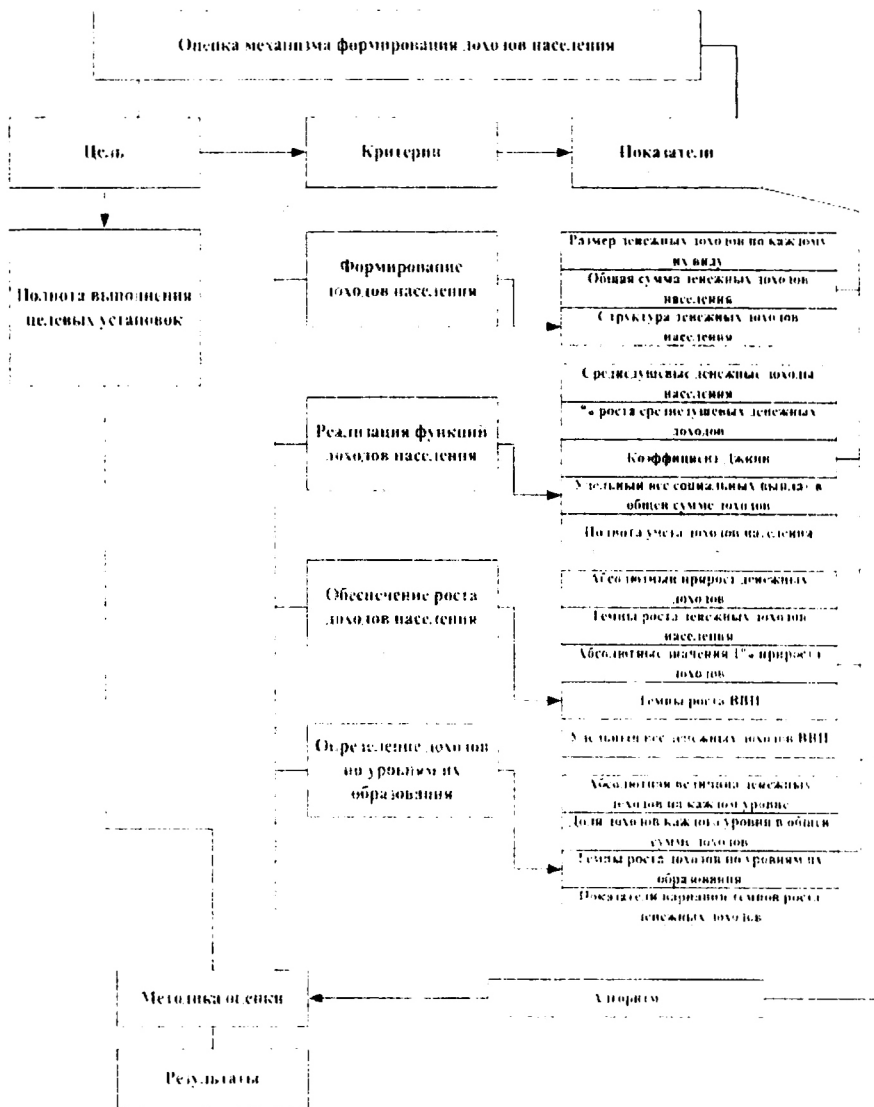 Оценка механизма формирования доходов населения
Цель
Критерии
Показатели
Полнота выполнения
целевых установок
Формирование
доходов населения
Размер денежных доходов по каждому
их виду
Общая сумма денежных доходов
населения
Структура денежных доходов
населения
Реализация функций
доходов населения
Среднедушевые денежные доходы
населения
% роста среднедушевых денежных
доходов
Коэффициент Джини
Удельный вес социальных выплат в
общей сумме доходов
Полнота учета доходов населения
Обеспечение роста
доходов населения
Абсолютный прирост денежных
доходов
Темпы роста денежных доходов
населения
Абсолютные значения 1% прироста
доходов
Темпы роста ВВП
Удельный вес денежных доходов ВВП
Определение доходов
по уровням их
образования
Абсолютная величина денежных
доходов на каждом уровне
Доля доходов каждого уровня в общей
сумме доходов
Темпы роста доходов по уровням их
образования
Показатели вариации темпов роста
денежных доходов
Методика оценки
Алгоритм
Результаты